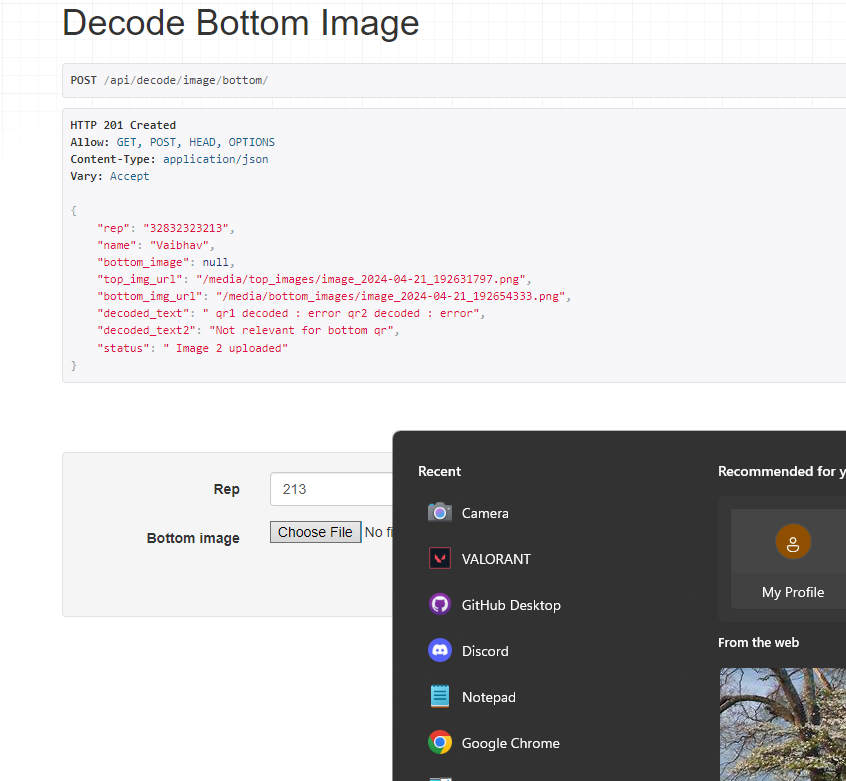 Decode Bottom Image
POST /api/decode/image/bottom/
HTTP 201 Created
Allow: GET, POST, HEAD, OPTIONS
Content-Type: application/json
Vary: Accept
{
"rep": "32832323213",
"name": "Vaibhav",
"bottom_image": null,
"top_img_url": "/media/top_images/image_2024-04-21_192631797.png",
"bottom_img_url": "/media/bottom_images/image_2024-04-21_192654333.png",
"decoded_text": " qr1 decoded : error qr2 decoded : error",
"decoded_text2": "Not relevant for bottom qr",
"status": " Image 2 uploaded"
}
Rep 213
Bottom image Choose File No fi
Recent
Camera
VALORANT
GitHub Desktop
Discord
Notepad
Google Chrome
Recommended for y
My Profile
From the web